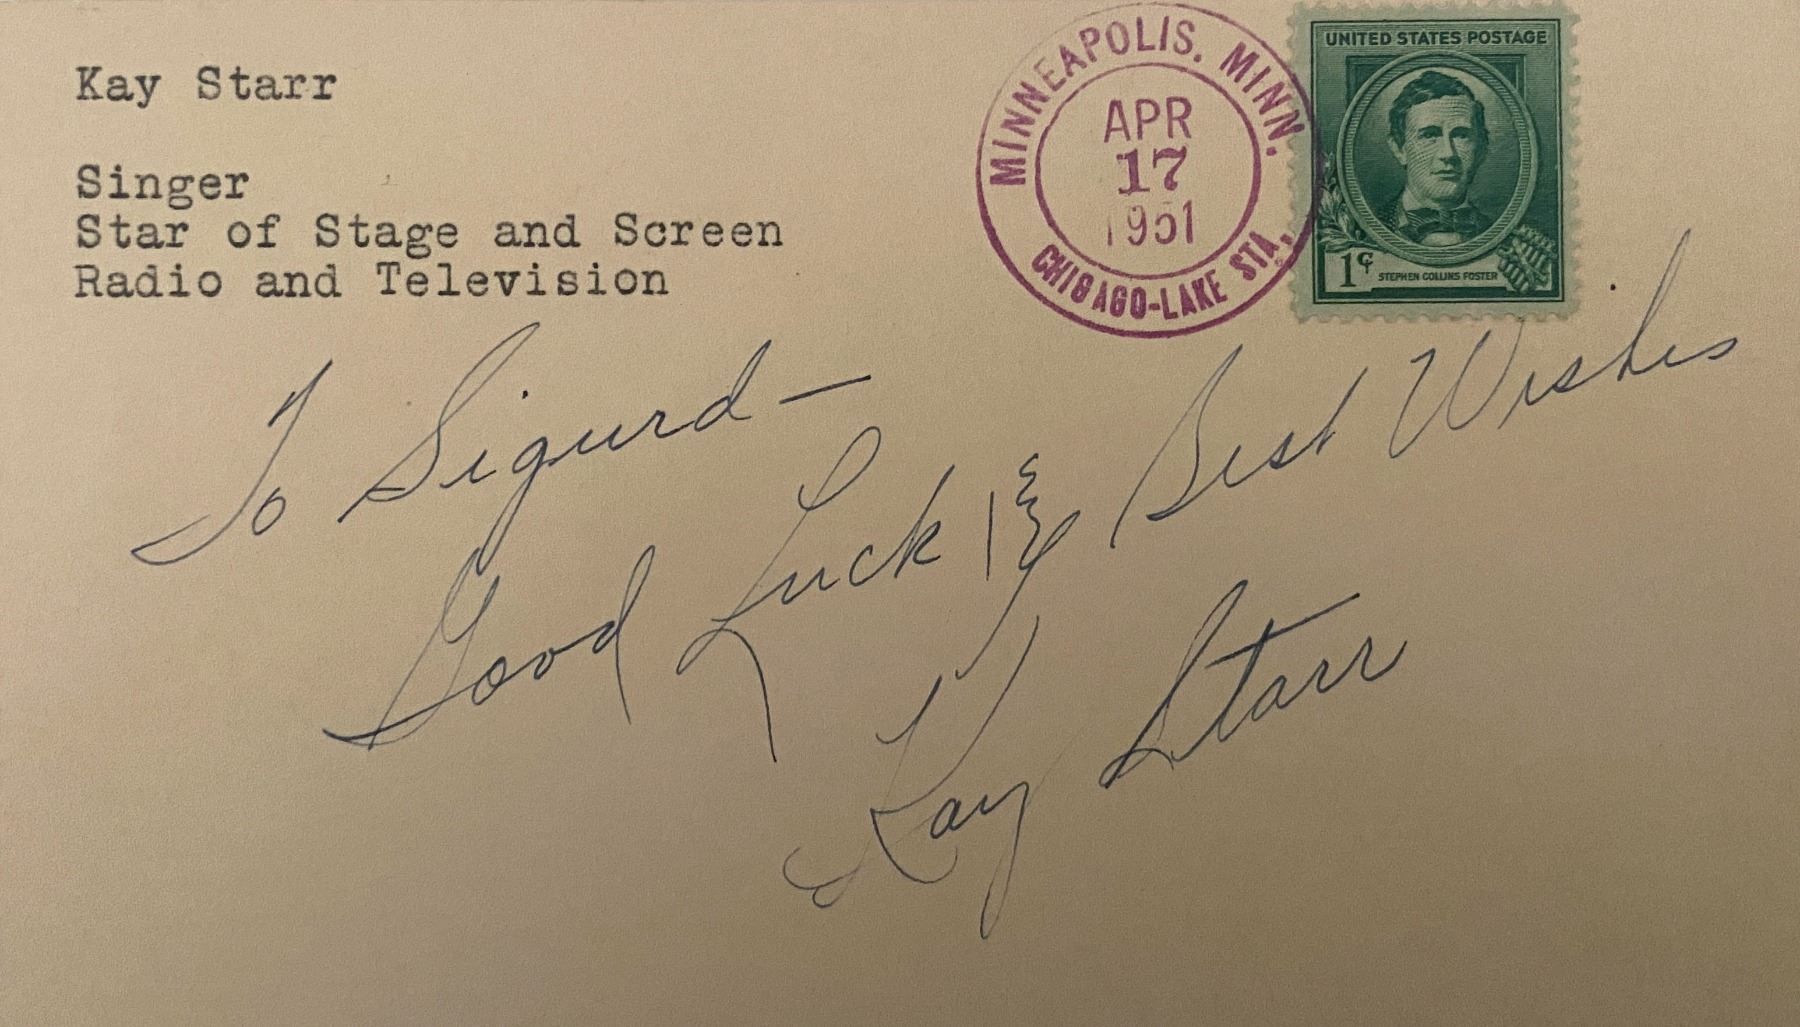 Kay Starr
Singer
Star of Stage and Screen
Radio and Television
MINNEAPOLIS, MINN.
APR
17
1951
CHICAGO-LAKE STA.
UNITED STATES POSTAGE
1¢
STEPHEN COLLINS FOSTER
To Sigurd —
Good Luck & Best Wishes
Kay Starr